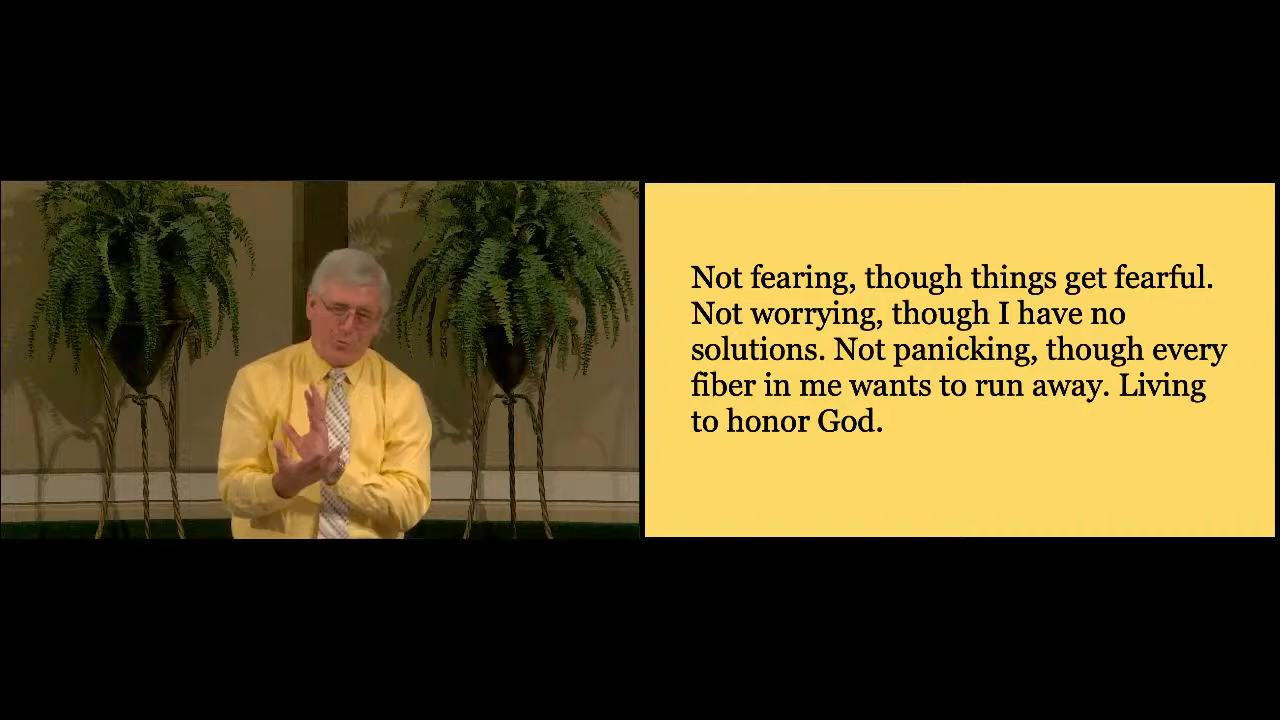 Not fearing, though things get fearful.
Not worrying, though I have no
solutions. Not panicking, though every
fiber in me wants to run away. Living
to honor God.